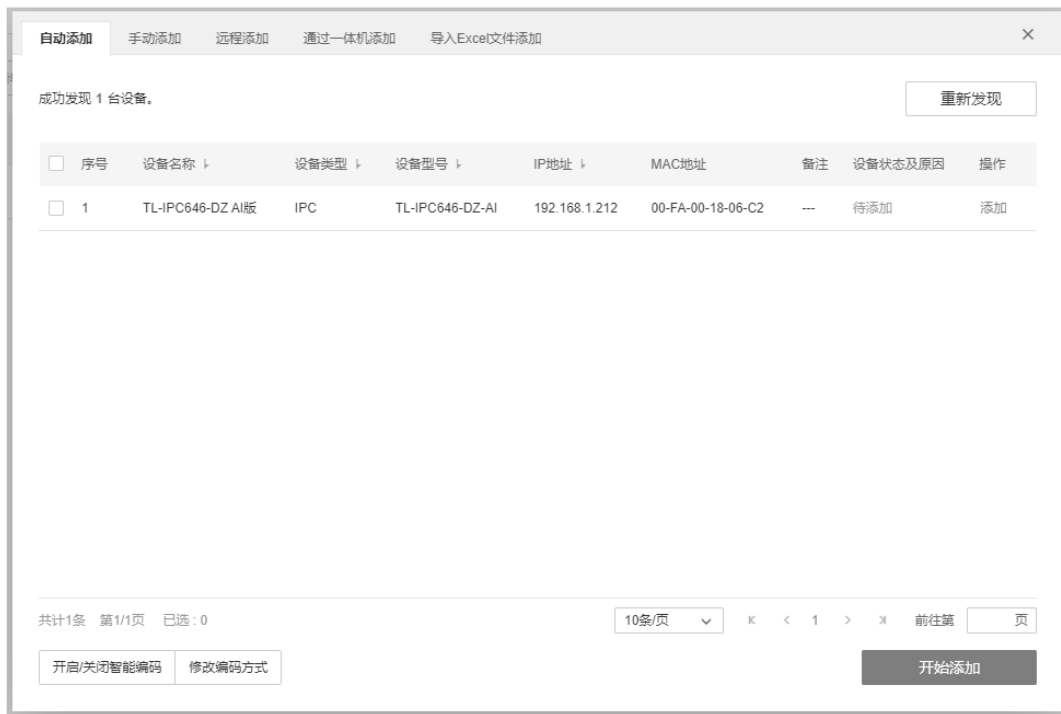 自动添加 手动添加 远程添加 通过一体机添加 导入Excel文件添加
成功发现 1 台设备。 重新发现
序号 设备名称 设备类型 设备型号 IP地址 MAC地址 备注 设备状态及原因 操作
1 TL-IPC646-DZ AI版 IPC TL-IPC646-DZ-AI 192.168.1.212 00-FA-00-18-06-C2 --- 待添加 添加
共计1条 第1/1页 已选 : 0 10条/页 1 前往第 页
开启/关闭智能编码 修改编码方式 开始添加